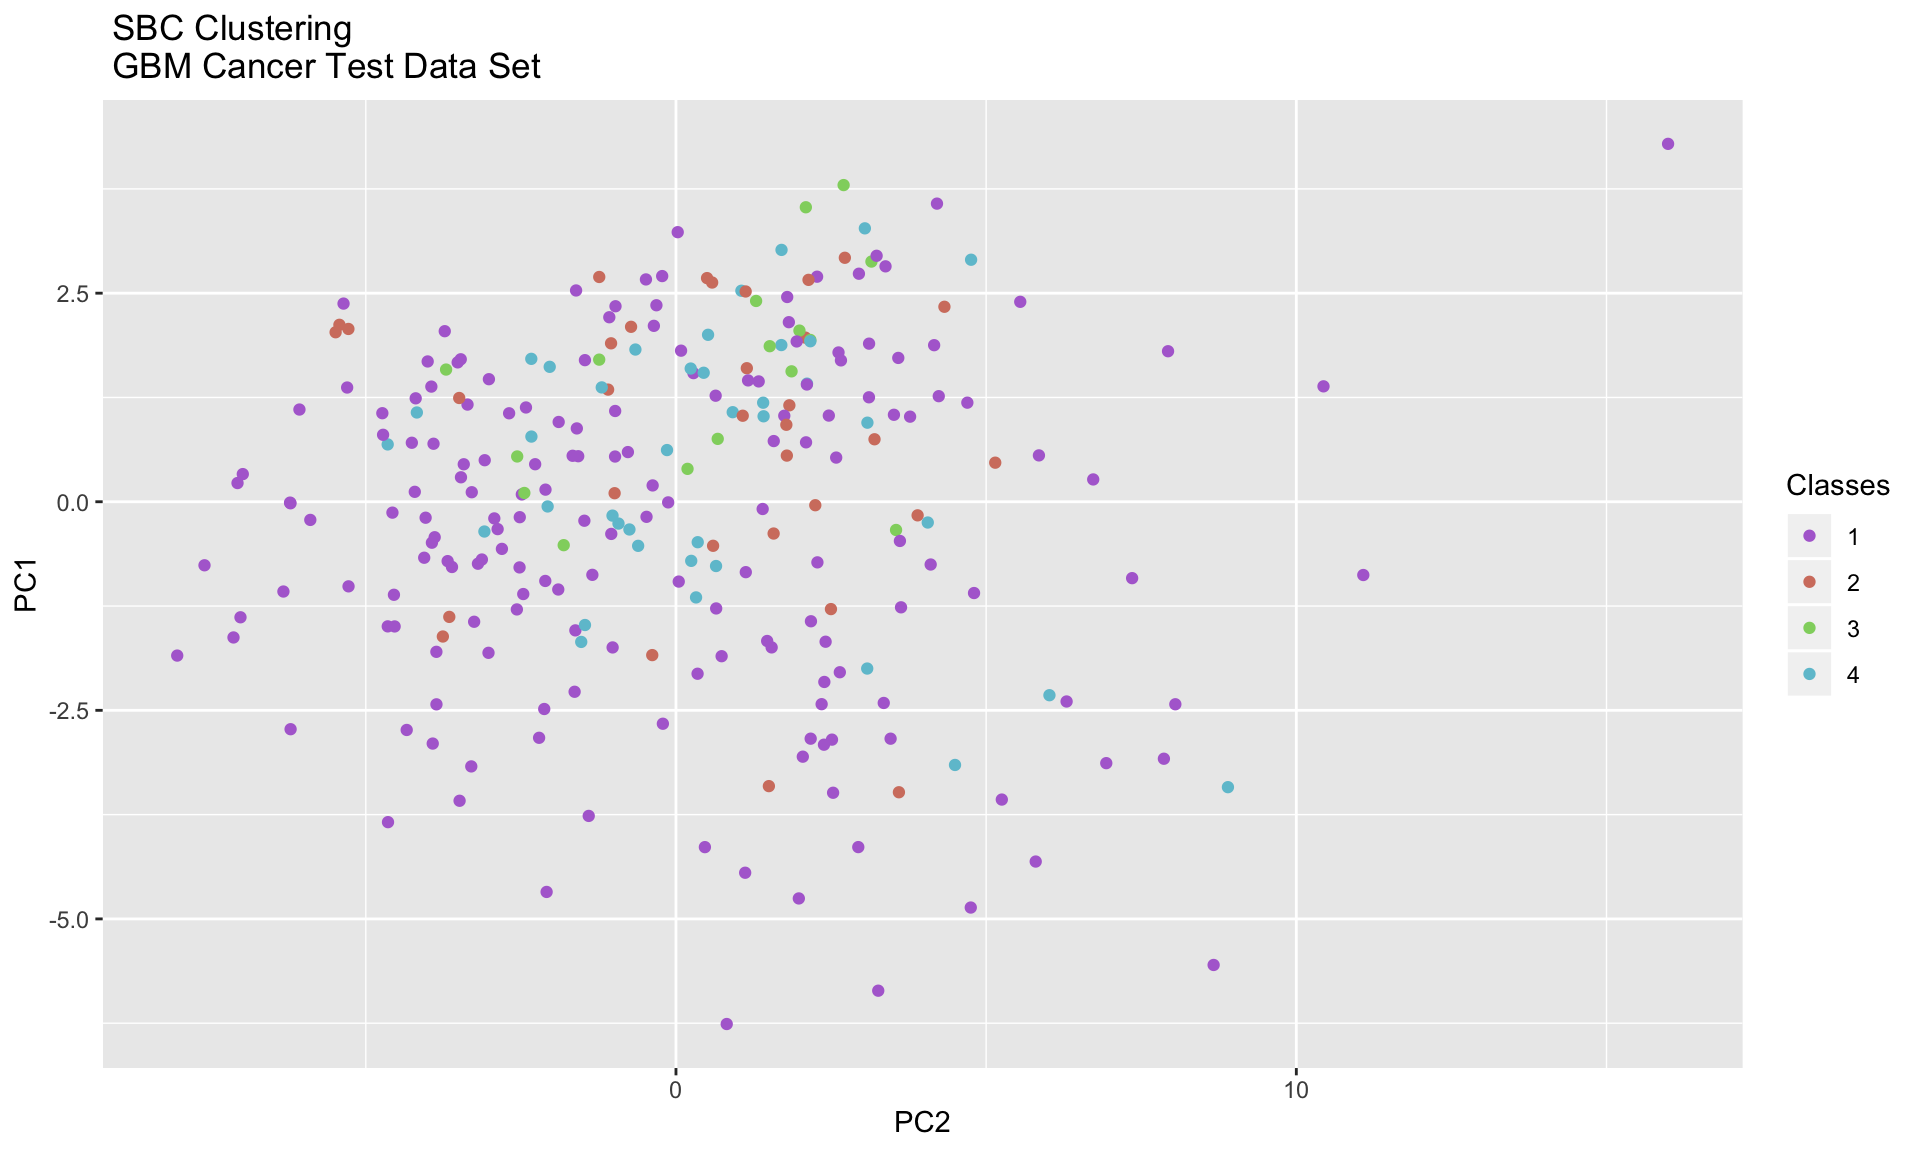 SBC Clustering
GBM Cancer Test Data Set
PC1
2.5
0.0
-2.5
-5.0
0
10
PC2
Classes
1
2
3
4